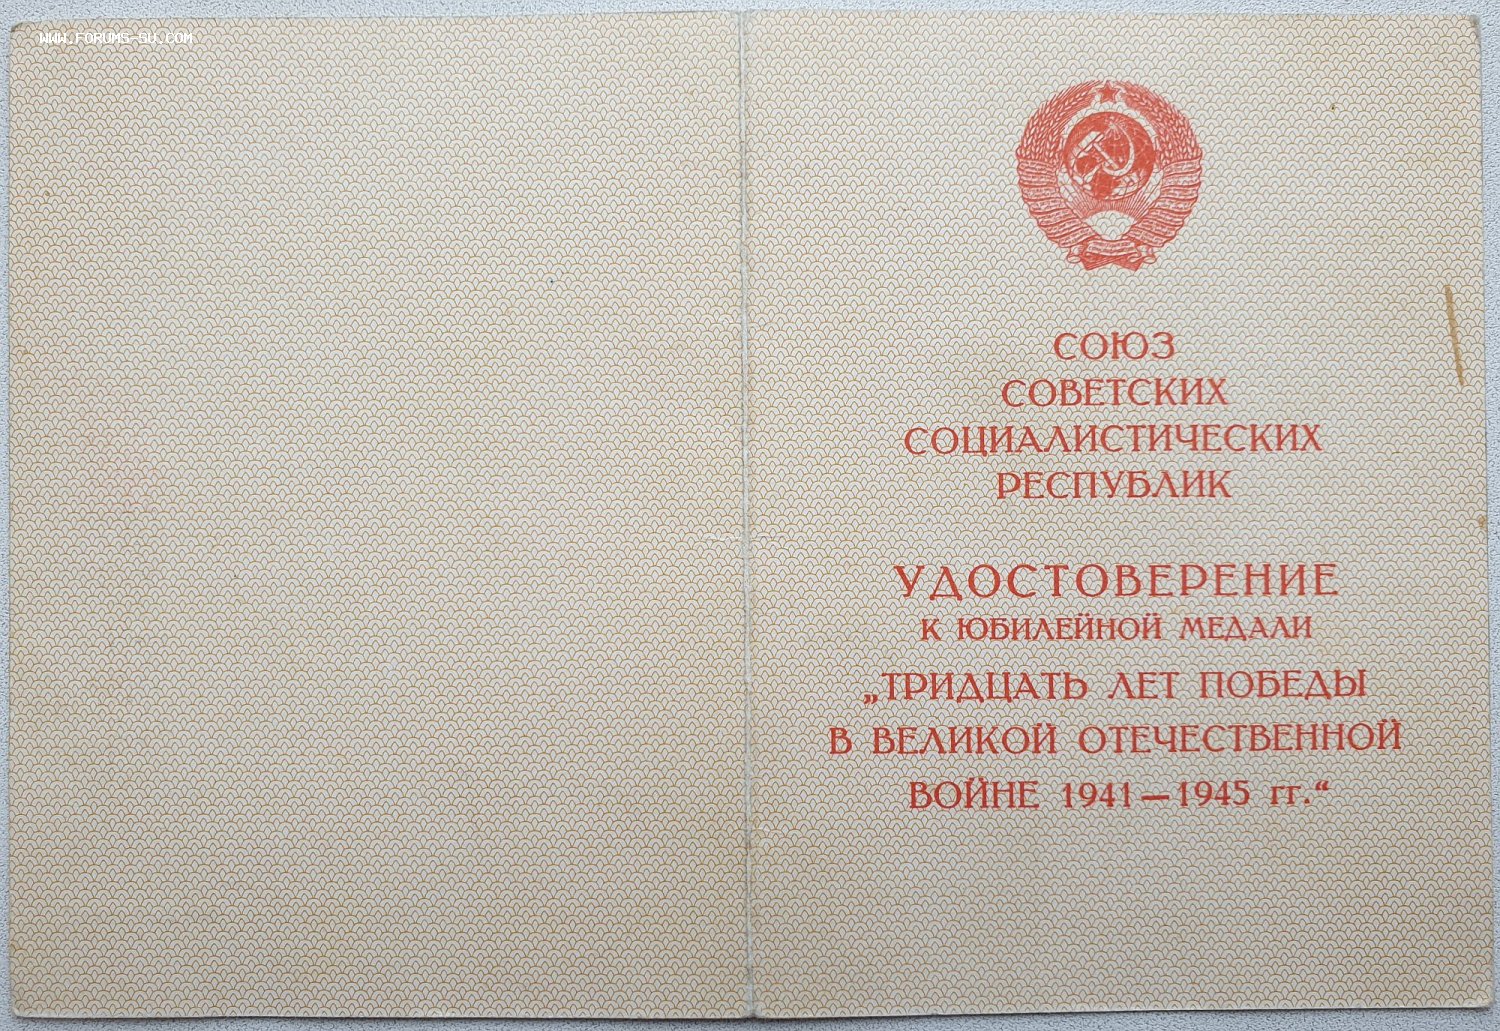 WWW.FORUMS-SU.COM
СОЮЗ
СОВЕТСКИХ
СОЦИАЛИСТИЧЕСКИХ
РЕСПУБЛИК
УДОСТОВЕРЕНИЕ
К ЮБИЛЕЙНОЙ МЕДАЛИ
„ТРИДЦАТЬ ЛЕТ ПОБЕДЫ
В ВЕЛИКОЙ ОТЕЧЕСТВЕННОЙ
ВОЙНЕ 1941—1945 гг.“